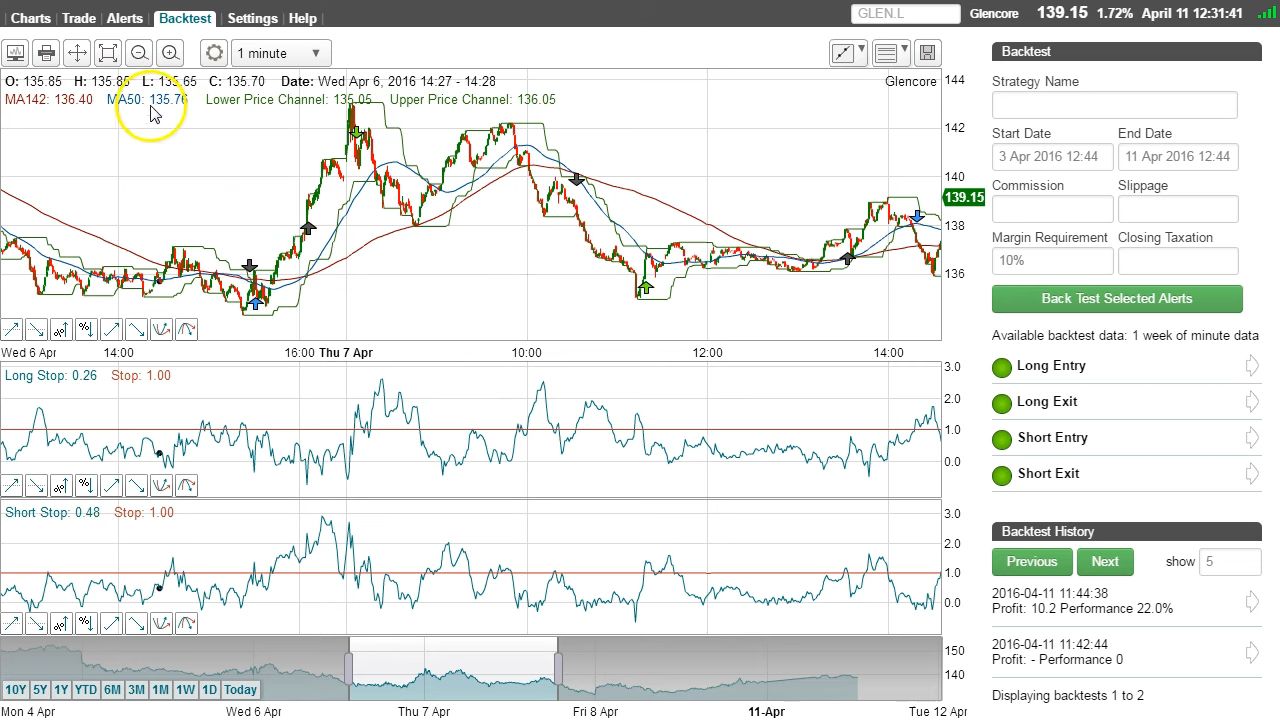 Charts Trade Alerts Backtest Settings Help
GLEN.L Glencore 139.15 1.72% April 11 12:31:41
1 minute
O: 135.85 H: 135.85 L: 135.65 C: 135.70 Date: Wed Apr 6, 2016 14:27 - 14:28
Glencore
MA142: 136.40 MA50: 135.76 Lower Price Channel: 135.05 Upper Price Channel: 136.05
144
142
140
139.15
138
136
Wed 6 Apr 14:00 16:00 Thu 7 Apr 10:00 12:00 14:00
Long Stop: 0.26 Stop: 1.00
3.0
2.0
1.0
0.0
Short Stop: 0.48 Stop: 1.00
3.0
2.0
1.0
0.0
150
140
10Y 5Y 1Y YTD 6M 3M 1M 1W 1D Today
Mon 4 Apr Wed 6 Apr Thu 7 Apr Fri 8 Apr 11-Apr Tue 12 Apr
Backtest
Strategy Name
Start Date End Date
3 Apr 2016 12:44 11 Apr 2016 12:44
Commission Slippage
Margin Requirement Closing Taxation
10%
Back Test Selected Alerts
Available backtest data: 1 week of minute data
Long Entry
Long Exit
Short Entry
Short Exit
Backtest History
Previous Next show 5
2016-04-11 11:44:38
Profit: 10.2 Performance 22.0%
2016-04-11 11:42:44
Profit: - Performance 0
Displaying backtests 1 to 2